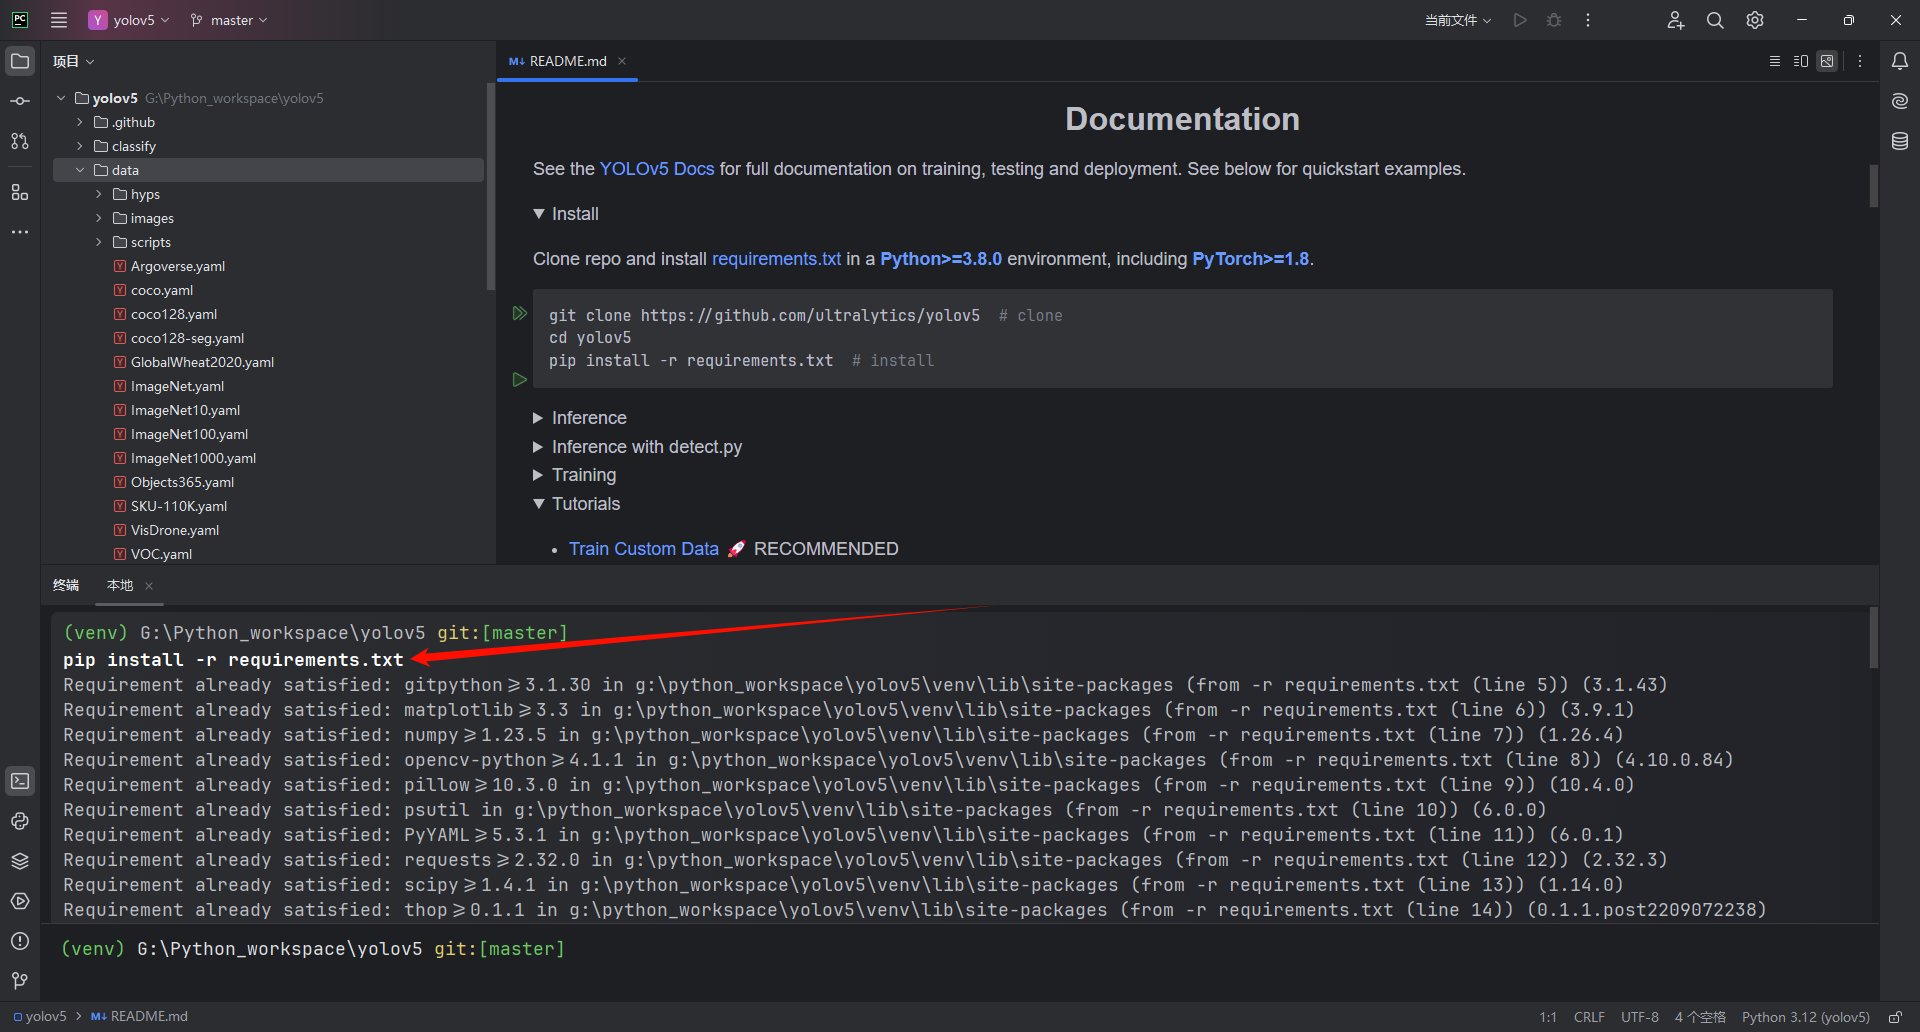 PC
Y yolov5 master
当前文件
项目
M↓ README.md
yolov5 G:\Python_workspace\yolov5
.github
classify
data
hyps
images
scripts
Y Argoverse.yaml
Y coco.yaml
Y coco128.yaml
Y coco128-seg.yaml
Y GlobalWheat2020.yaml
Y ImageNet.yaml
Y ImageNet10.yaml
Y ImageNet100.yaml
Y ImageNet1000.yaml
Y Objects365.yaml
Y SKU-110K.yaml
Y VisDrone.yaml
Y VOC.yaml
Documentation
See the YOLOv5 Docs for full documentation on training, testing and deployment. See below for quickstart examples.
▼ Install
Clone repo and install requirements.txt in a Python>=3.8.0 environment, including PyTorch>=1.8.
git clone https://github.com/ultralytics/yolov5  # clone
cd yolov5
pip install -r requirements.txt  # install
▶ Inference
▶ Inference with detect.py
▶ Training
▼ Tutorials
• Train Custom Data 🚀 RECOMMENDED
终端 本地
(venv) G:\Python_workspace\yolov5 git:[master]
pip install -r requirements.txt
Requirement already satisfied: gitpython≥3.1.30 in g:\python_workspace\yolov5\venv\lib\site-packages (from -r requirements.txt (line 5)) (3.1.43)
Requirement already satisfied: matplotlib≥3.3 in g:\python_workspace\yolov5\venv\lib\site-packages (from -r requirements.txt (line 6)) (3.9.1)
Requirement already satisfied: numpy≥1.23.5 in g:\python_workspace\yolov5\venv\lib\site-packages (from -r requirements.txt (line 7)) (1.26.4)
Requirement already satisfied: opencv-python≥4.1.1 in g:\python_workspace\yolov5\venv\lib\site-packages (from -r requirements.txt (line 8)) (4.10.0.84)
Requirement already satisfied: pillow≥10.3.0 in g:\python_workspace\yolov5\venv\lib\site-packages (from -r requirements.txt (line 9)) (10.4.0)
Requirement already satisfied: psutil in g:\python_workspace\yolov5\venv\lib\site-packages (from -r requirements.txt (line 10)) (6.0.0)
Requirement already satisfied: PyYAML≥5.3.1 in g:\python_workspace\yolov5\venv\lib\site-packages (from -r requirements.txt (line 11)) (6.0.1)
Requirement already satisfied: requests≥2.32.0 in g:\python_workspace\yolov5\venv\lib\site-packages (from -r requirements.txt (line 12)) (2.32.3)
Requirement already satisfied: scipy≥1.4.1 in g:\python_workspace\yolov5\venv\lib\site-packages (from -r requirements.txt (line 13)) (1.14.0)
Requirement already satisfied: thop≥0.1.1 in g:\python_workspace\yolov5\venv\lib\site-packages (from -r requirements.txt (line 14)) (0.1.1.post2209072238)
(venv) G:\Python_workspace\yolov5 git:[master]
yolov5 > M↓ README.md
1:1 CRLF UTF-8 4 个空格 Python 3.12 (yolov5)